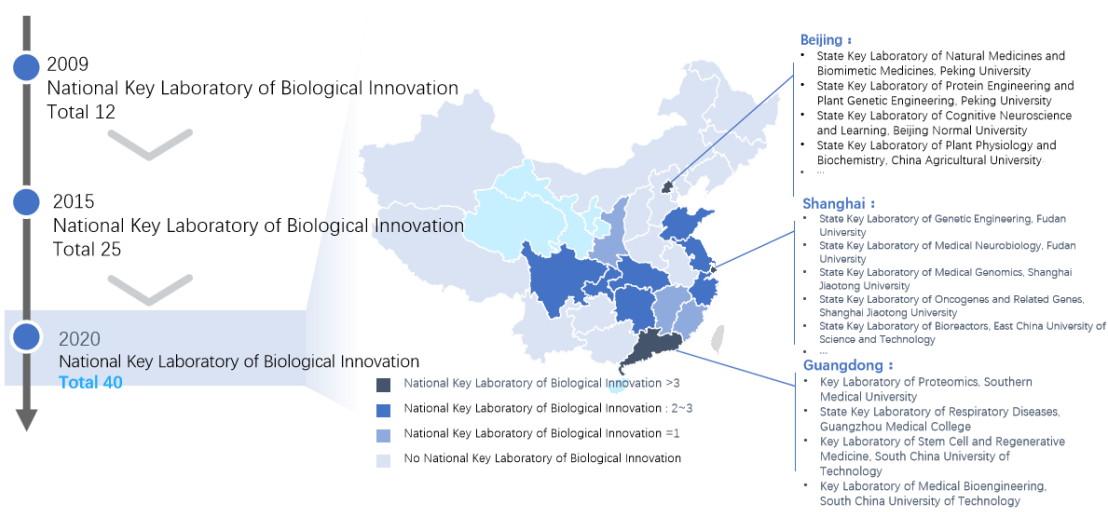 2009
National Key Laboratory of Biological Innovation
Total 12
2015
National Key Laboratory of Biological Innovation
Total 25
2020
National Key Laboratory of Biological Innovation
Total 40
National Key Laboratory of Biological Innovation >3
National Key Laboratory of Biological Innovation : 2~3
National Key Laboratory of Biological Innovation =1
No National Key Laboratory of Biological Innovation
Beijing :
• State Key Laboratory of Natural Medicines and
Biomimetic Medicines, Peking University
• State Key Laboratory of Protein Engineering and
Plant Genetic Engineering, Peking University
• State Key Laboratory of Cognitive Neuroscience
and Learning, Beijing Normal University
• State Key Laboratory of Plant Physiology and
Biochemistry, China Agricultural University
• ...
Shanghai :
• State Key Laboratory of Genetic Engineering, Fudan
University
• State Key Laboratory of Medical Neurobiology, Fudan
University
• State Key Laboratory of Medical Genomics, Shanghai
Jiaotong University
• State Key Laboratory of Oncogenes and Related Genes,
Shanghai Jiaotong University
• State Key Laboratory of Bioreactors, East China University of
Science and Technology
• ...
Guangdong :
• Key Laboratory of Proteomics, Southern
Medical University
• State Key Laboratory of Respiratory Diseases,
Guangzhou Medical College
• Key Laboratory of Stem Cell and Regenerative
Medicine, South China University of
Technology
• Key Laboratory of Medical Bioengineering,
South China University of Technology